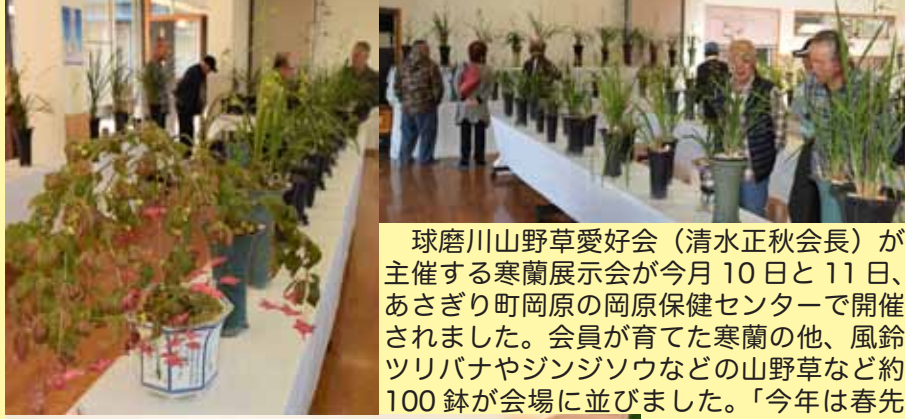 球磨川山野草愛好会（清水正秋会長）が
主催する寒蘭展示会が今月 10 日と 11 日、
あさぎり町岡原の岡原保健センターで開催
されました。会員が育てた寒蘭の他、風鈴
ツリバナやジンジソウなどの山野草など約
100 鉢が会場に並びました。「今年は春先